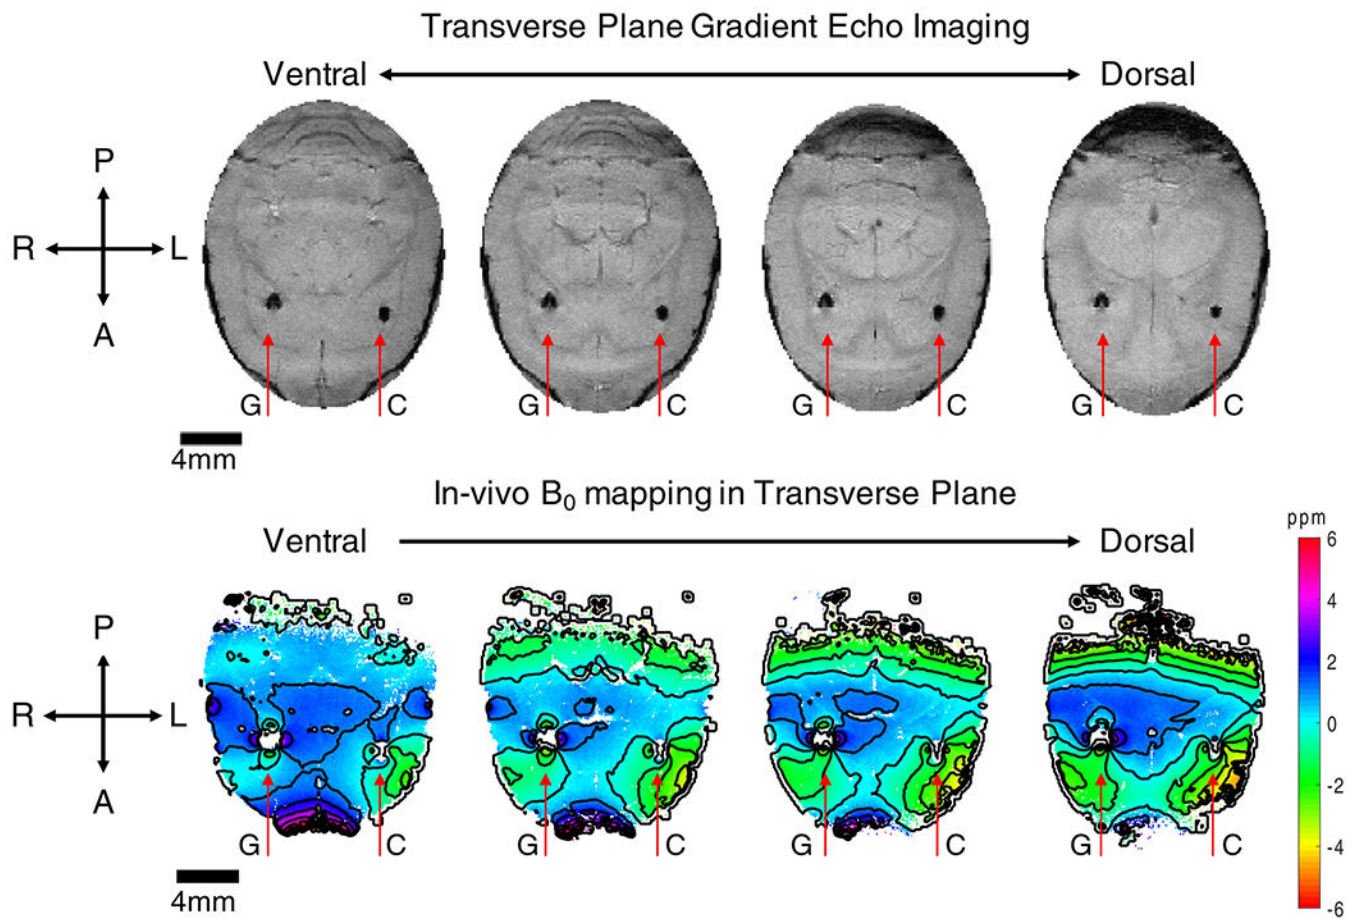 Transverse Plane Gradient Echo Imaging
Ventral Dorsal
P
R L
A
G C G C G C G C
4mm
In-vivo B₀ mapping in Transverse Plane
ppm
Ventral Dorsal
6
4
2
0
-2
-4
-6
P
R L
A
G C G C G C G C
4mm